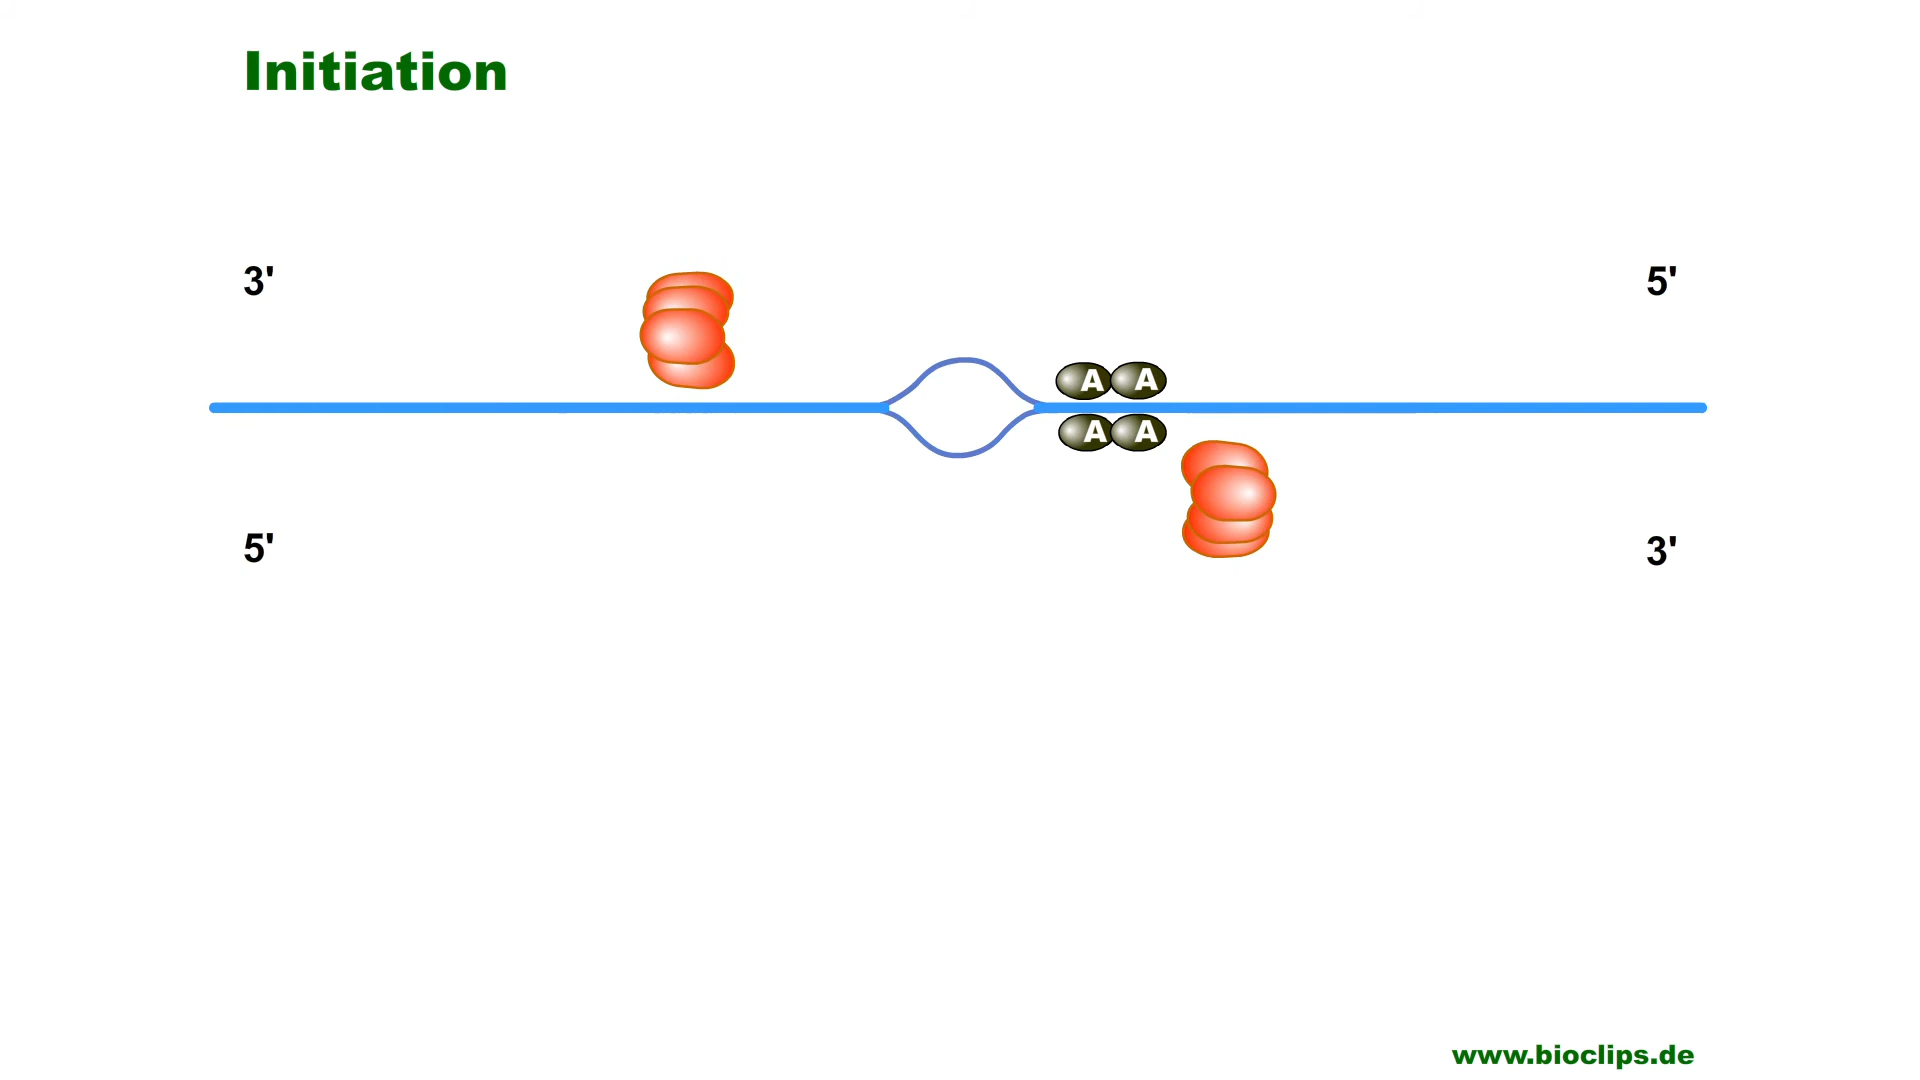 Initiation
3' 5'
A A
A A
5' 3'
www.bioclips.de